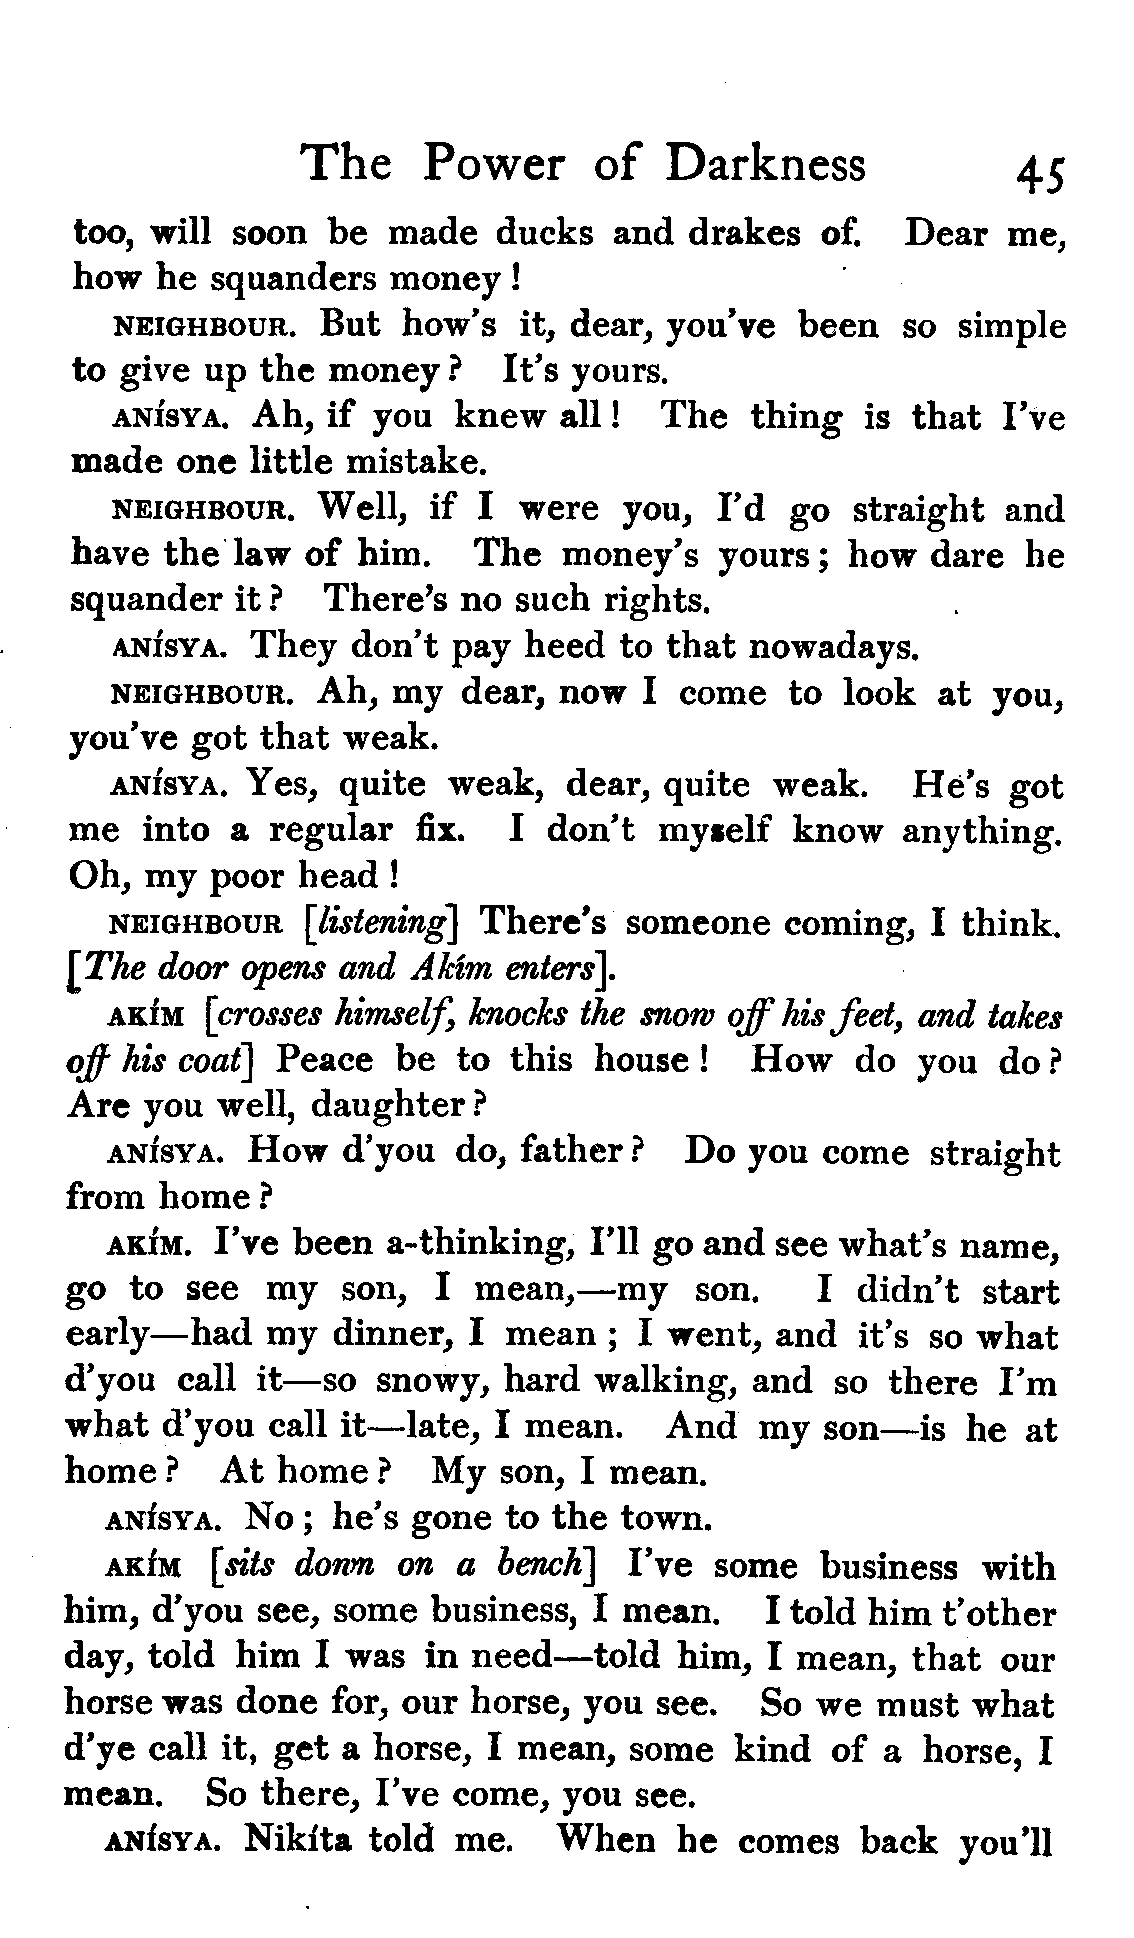 The Power of Darkness 45
too, will soon be made ducks and drakes of. Dear me,
how he squanders money !
NEIGHBOUR. But how's it, dear, you've been so simple
to give up the money ? It's yours.
ANÍSYA. Ah, if you knew all ! The thing is that I've
made one little mistake.
NEIGHBOUR. Well, if I were you, I'd go straight and
have the law of him. The money's yours ; how dare he
squander it ? There's no such rights.
ANÍSYA. They don't pay heed to that nowadays.
NEIGHBOUR. Ah, my dear, now I come to look at you,
you've got that weak.
ANÍSYA. Yes, quite weak, dear, quite weak. He's got
me into a regular fix. I don't myself know anything.
Oh, my poor head !
NEIGHBOUR [listening] There's someone coming, I think.
[The door opens and Akím enters].
AKÍM [crosses himself, knocks the snow off his feet, and takes
off his coat] Peace be to this house ! How do you do ?
Are you well, daughter ?
ANÍSYA. How d'you do, father ? Do you come straight
from home ?
AKÍM. I've been a-thinking, I'll go and see what's name,
go to see my son, I mean,—my son. I didn't start
early—had my dinner, I mean ; I went, and it's so what
d'you call it—so snowy, hard walking, and so there I'm
what d'you call it—late, I mean. And my son—is he at
home ? At home ? My son, I mean.
ANÍSYA. No ; he's gone to the town.
AKÍM [sits down on a bench] I've some business with
him, d'you see, some business, I mean. I told him t'other
day, told him I was in need—told him, I mean, that our
horse was done for, our horse, you see. So we must what
d'ye call it, get a horse, I mean, some kind of a horse, I
mean. So there, I've come, you see.
ANÍSYA. Nikíta told me. When he comes back you'll